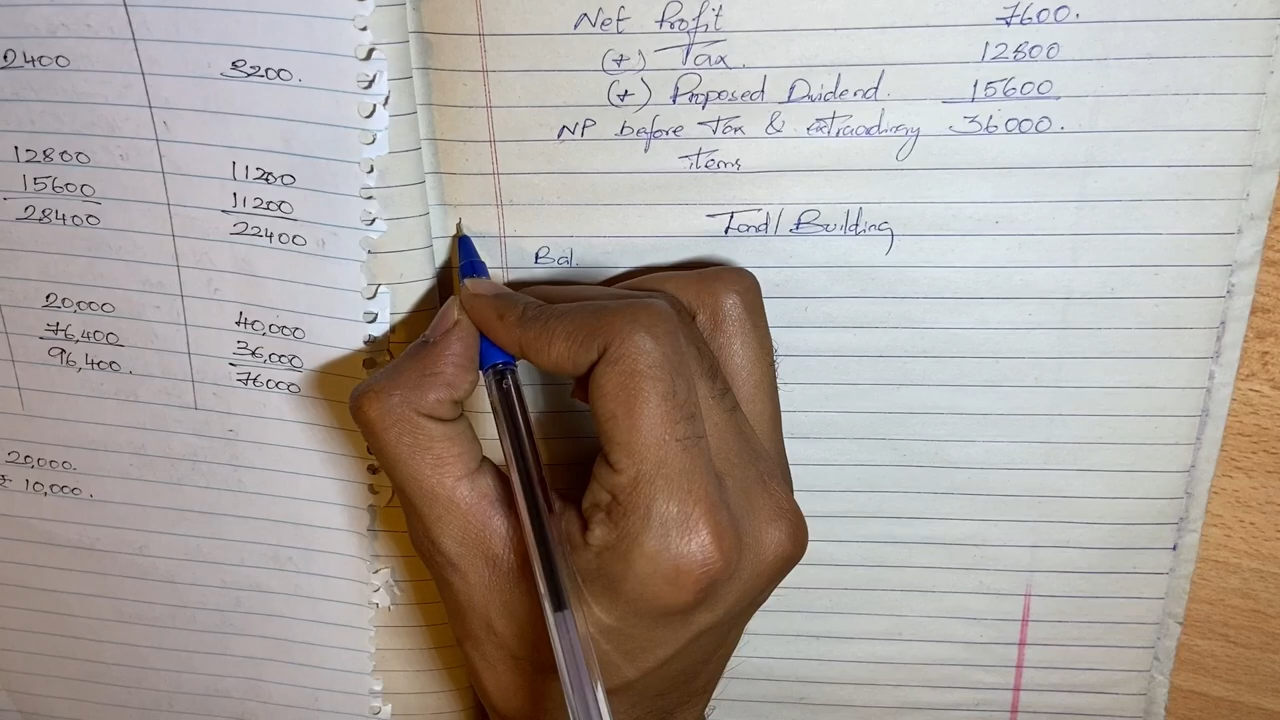 2400 3200.
12800 11200
15600 11200
28400 22400
20,000 40,000
76,400 36,000
96,400. 76000
20,000.
₹ 10,000.
Net Profit 7600.
(+) Tax. 12800
(+) Proposed Dividend. 15600
NP before Tax & extraordinary 36000.
items
Land/Building
Bal.